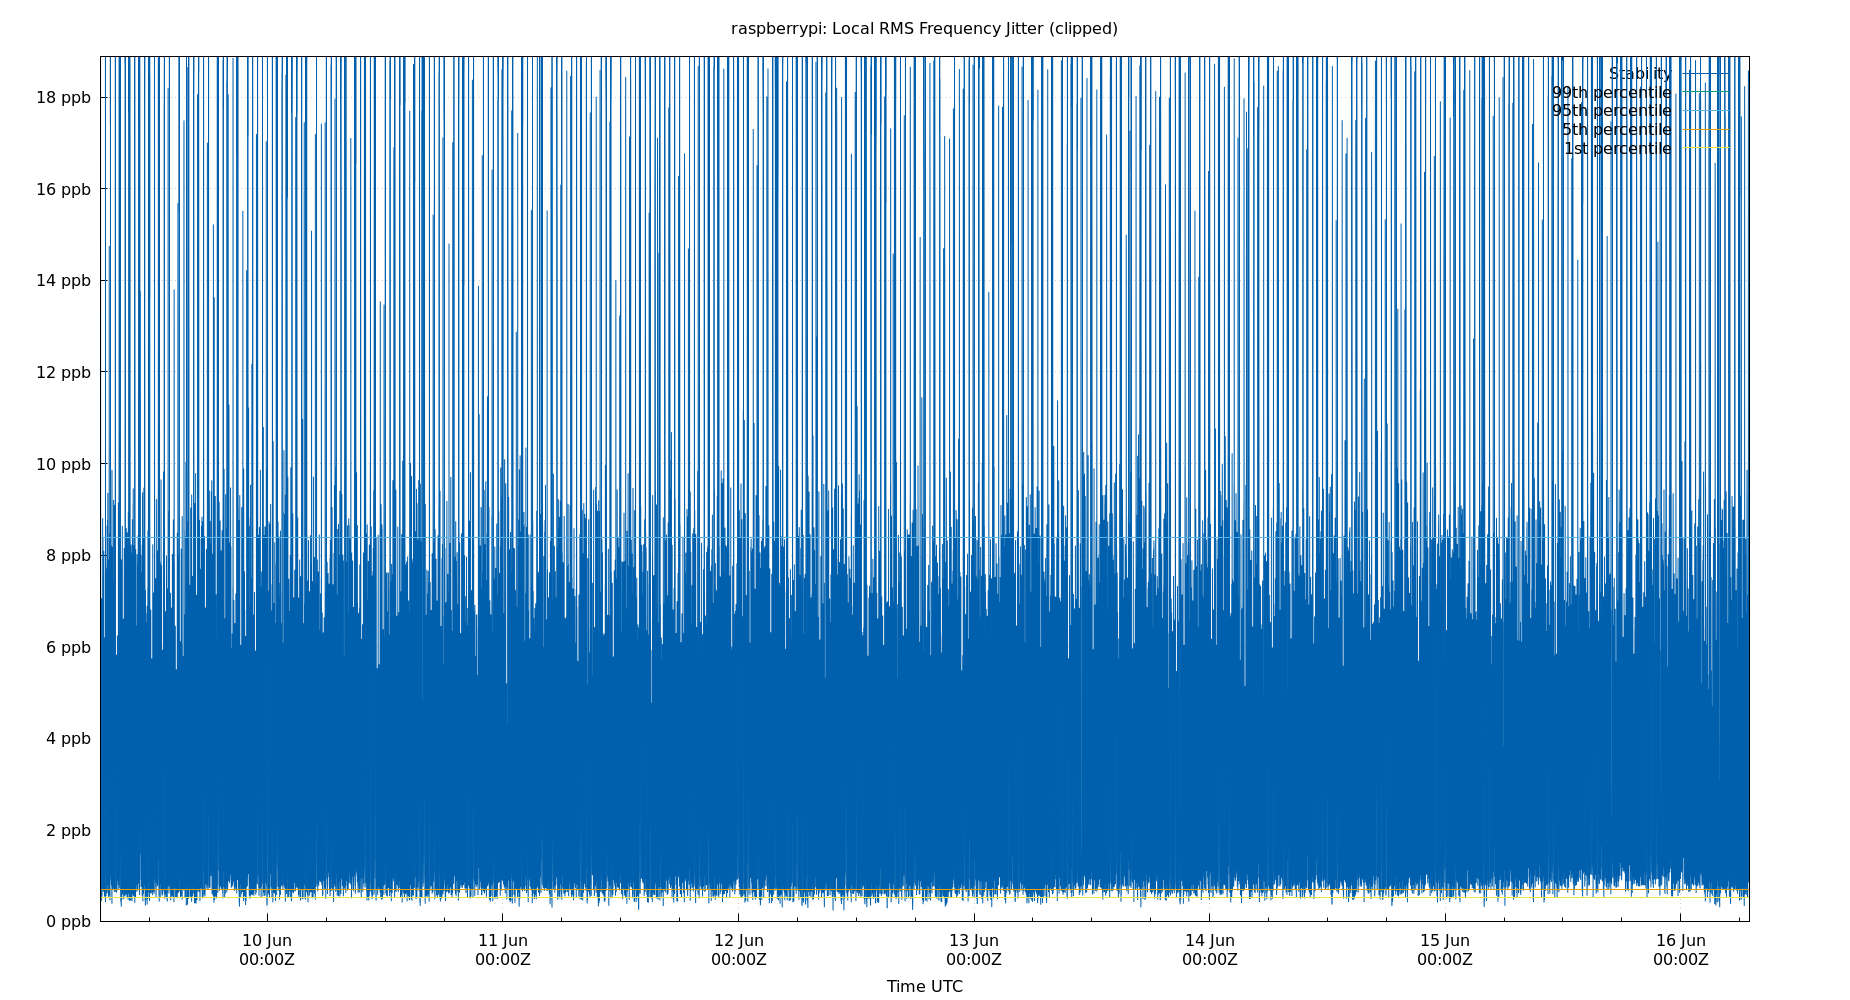 raspberrypi: Local RMS Frequency Jitter (clipped)
Stability
18 ppb
99th percentile
95th percentile
5th percentile
1st percentile
16 ppb
14 ppb
12 ppb
10 ppb
8 ppb
6 ppb
4 ppb
2 ppb
0 ppb
10 Jun 11 Jun 12 Jun 13 Jun 14 Jun 15 Jun 16 Jun
00:00Z 00:00Z 00:00Z 00:00Z 00:00Z 00:00Z 00:00Z
Time UTC